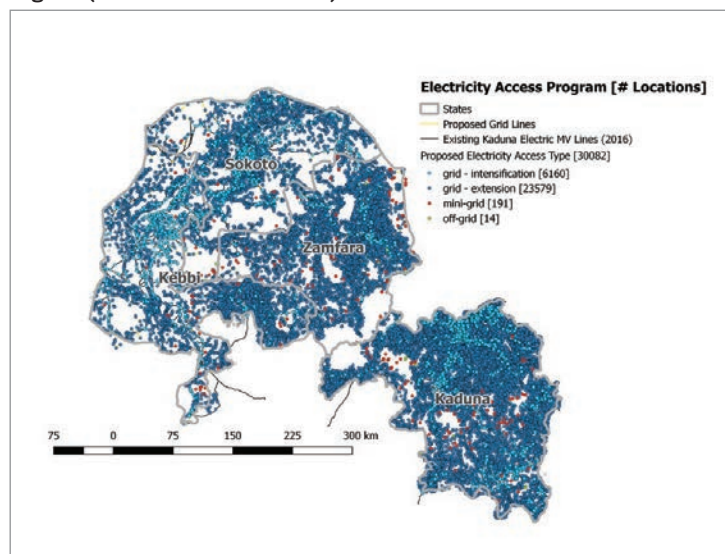 Electricity Access Program [# Locations]
States
Proposed Grid Lines
Existing Kaduna Electric MV Lines (2016)
Proposed Electricity Access Type [30082]
grid - intensification [6160]
grid - extension [23579]
mini-grid [191]
off-grid [14]
Sokoto
Zamfara
Kebbi
Kaduna
75 0 75 150 225 300 km